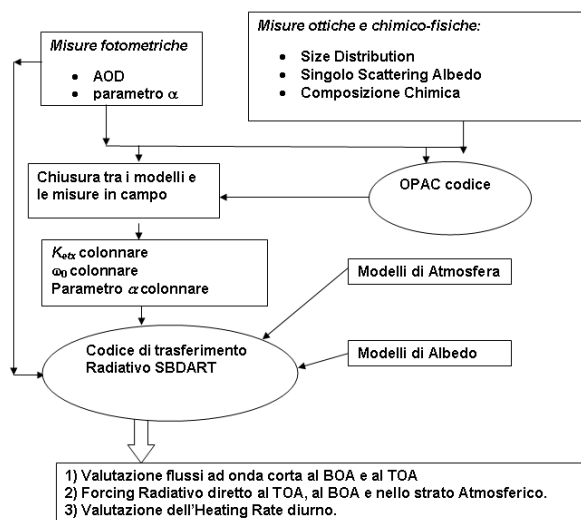 Misure fotometriche
• AOD
• parametro α
Misure ottiche e chimico-fisiche:
• Size Distribution
• Singolo Scattering Albedo
• Composizione Chimica
Chiusura tra i modelli e
le misure in campo
OPAC codice
Ketx colonnare
ω0 colonnare
Parametro α colonnare
Modelli di Atmosfera
Codice di trasferimento
Radiativo SBDART
Modelli di Albedo
1) Valutazione flussi ad onda corta al BOA e al TOA
2) Forcing Radiativo diretto al TOA, al BOA e nello strato Atmosferico.
3) Valutazione dell'Heating Rate diurno.